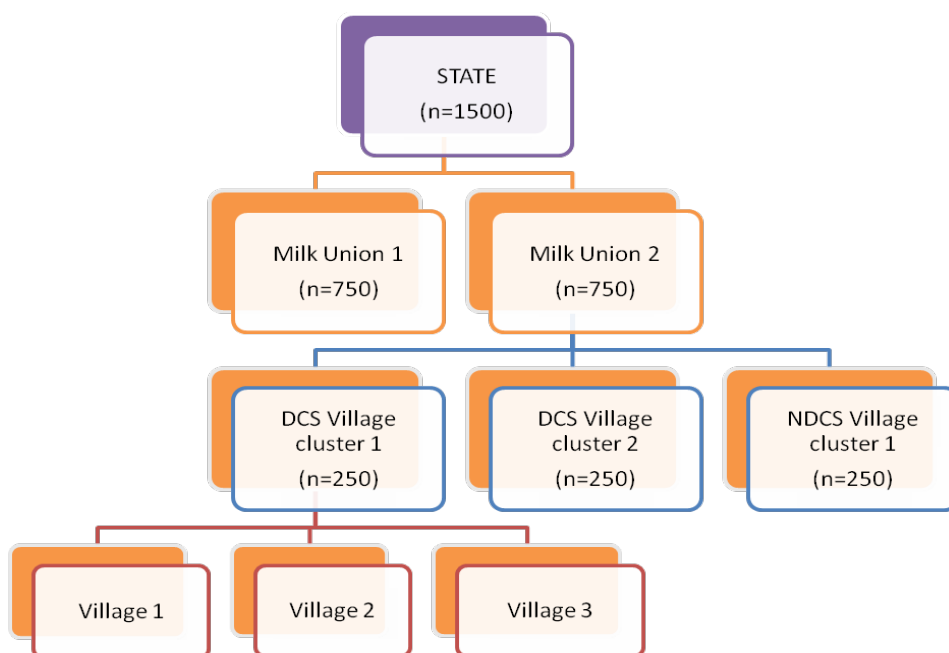 STATE
(n=1500)
Milk Union 1
(n=750)
Milk Union 2
(n=750)
DCS Village
cluster 1
(n=250)
DCS Village
cluster 2
(n=250)
NDCS Village
cluster 1
(n=250)
Village 1
Village 2
Village 3